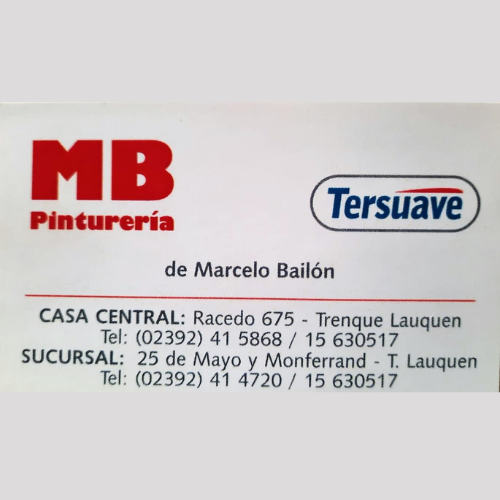 MB
Pinturería
Tersuave
de Marcelo Bailón
CASA CENTRAL: Racedo 675 - Trenque Lauquen
Tel: (02392) 41 5868 / 15 630517
SUCURSAL: 25 de Mayo y Monferrand - T. Lauquen
Tel: (02392) 41 4720 / 15 630517